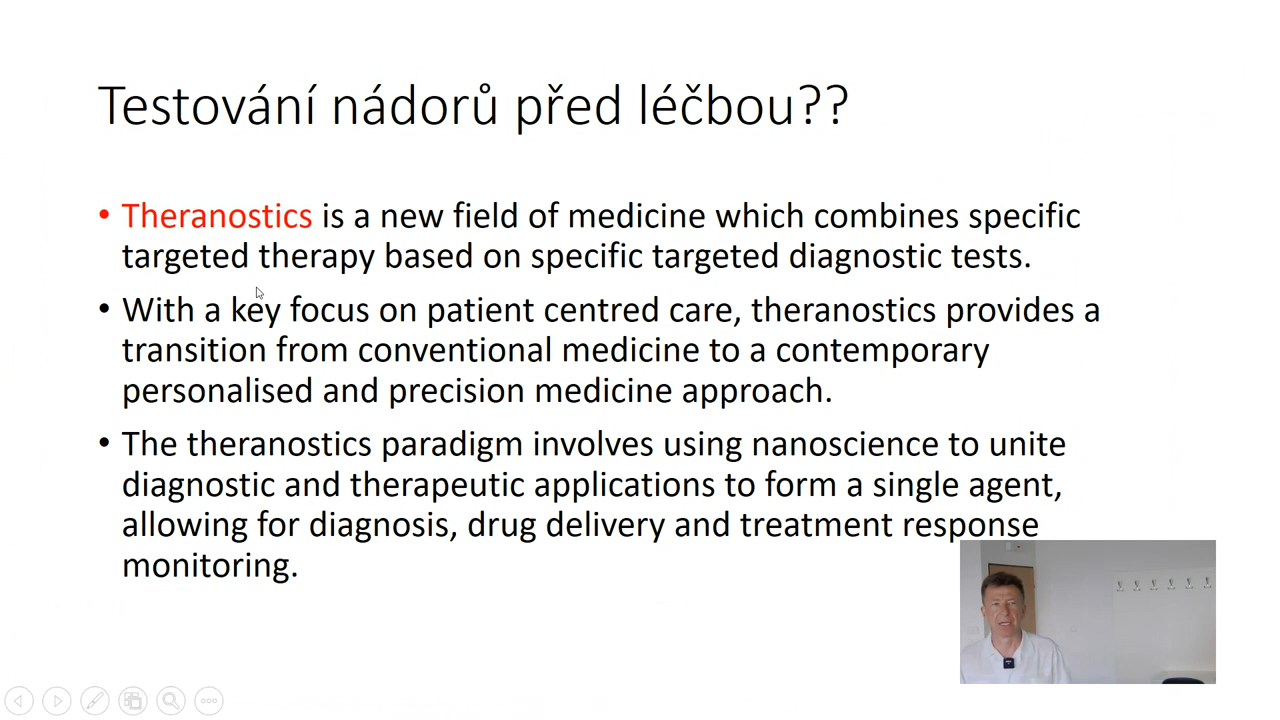 Testování nádorů před léčbou??
• Theranostics is a new field of medicine which combines specific
targeted therapy based on specific targeted diagnostic tests.
• With a key focus on patient centred care, theranostics provides a
transition from conventional medicine to a contemporary
personalised and precision medicine approach.
• The theranostics paradigm involves using nanoscience to unite
diagnostic and therapeutic applications to form a single agent,
allowing for diagnosis, drug delivery and treatment response
monitoring.